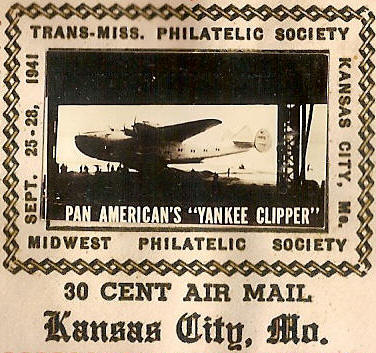 TRANS-MISS. PHILATELIC SOCIETY
SEPT. 25-28, 1941
KANSAS CITY, Mo.
PAN AMERICAN'S "YANKEE CLIPPER"
MIDWEST PHILATELIC SOCIETY
30 CENT AIR MAIL
Kansas City, Mo.